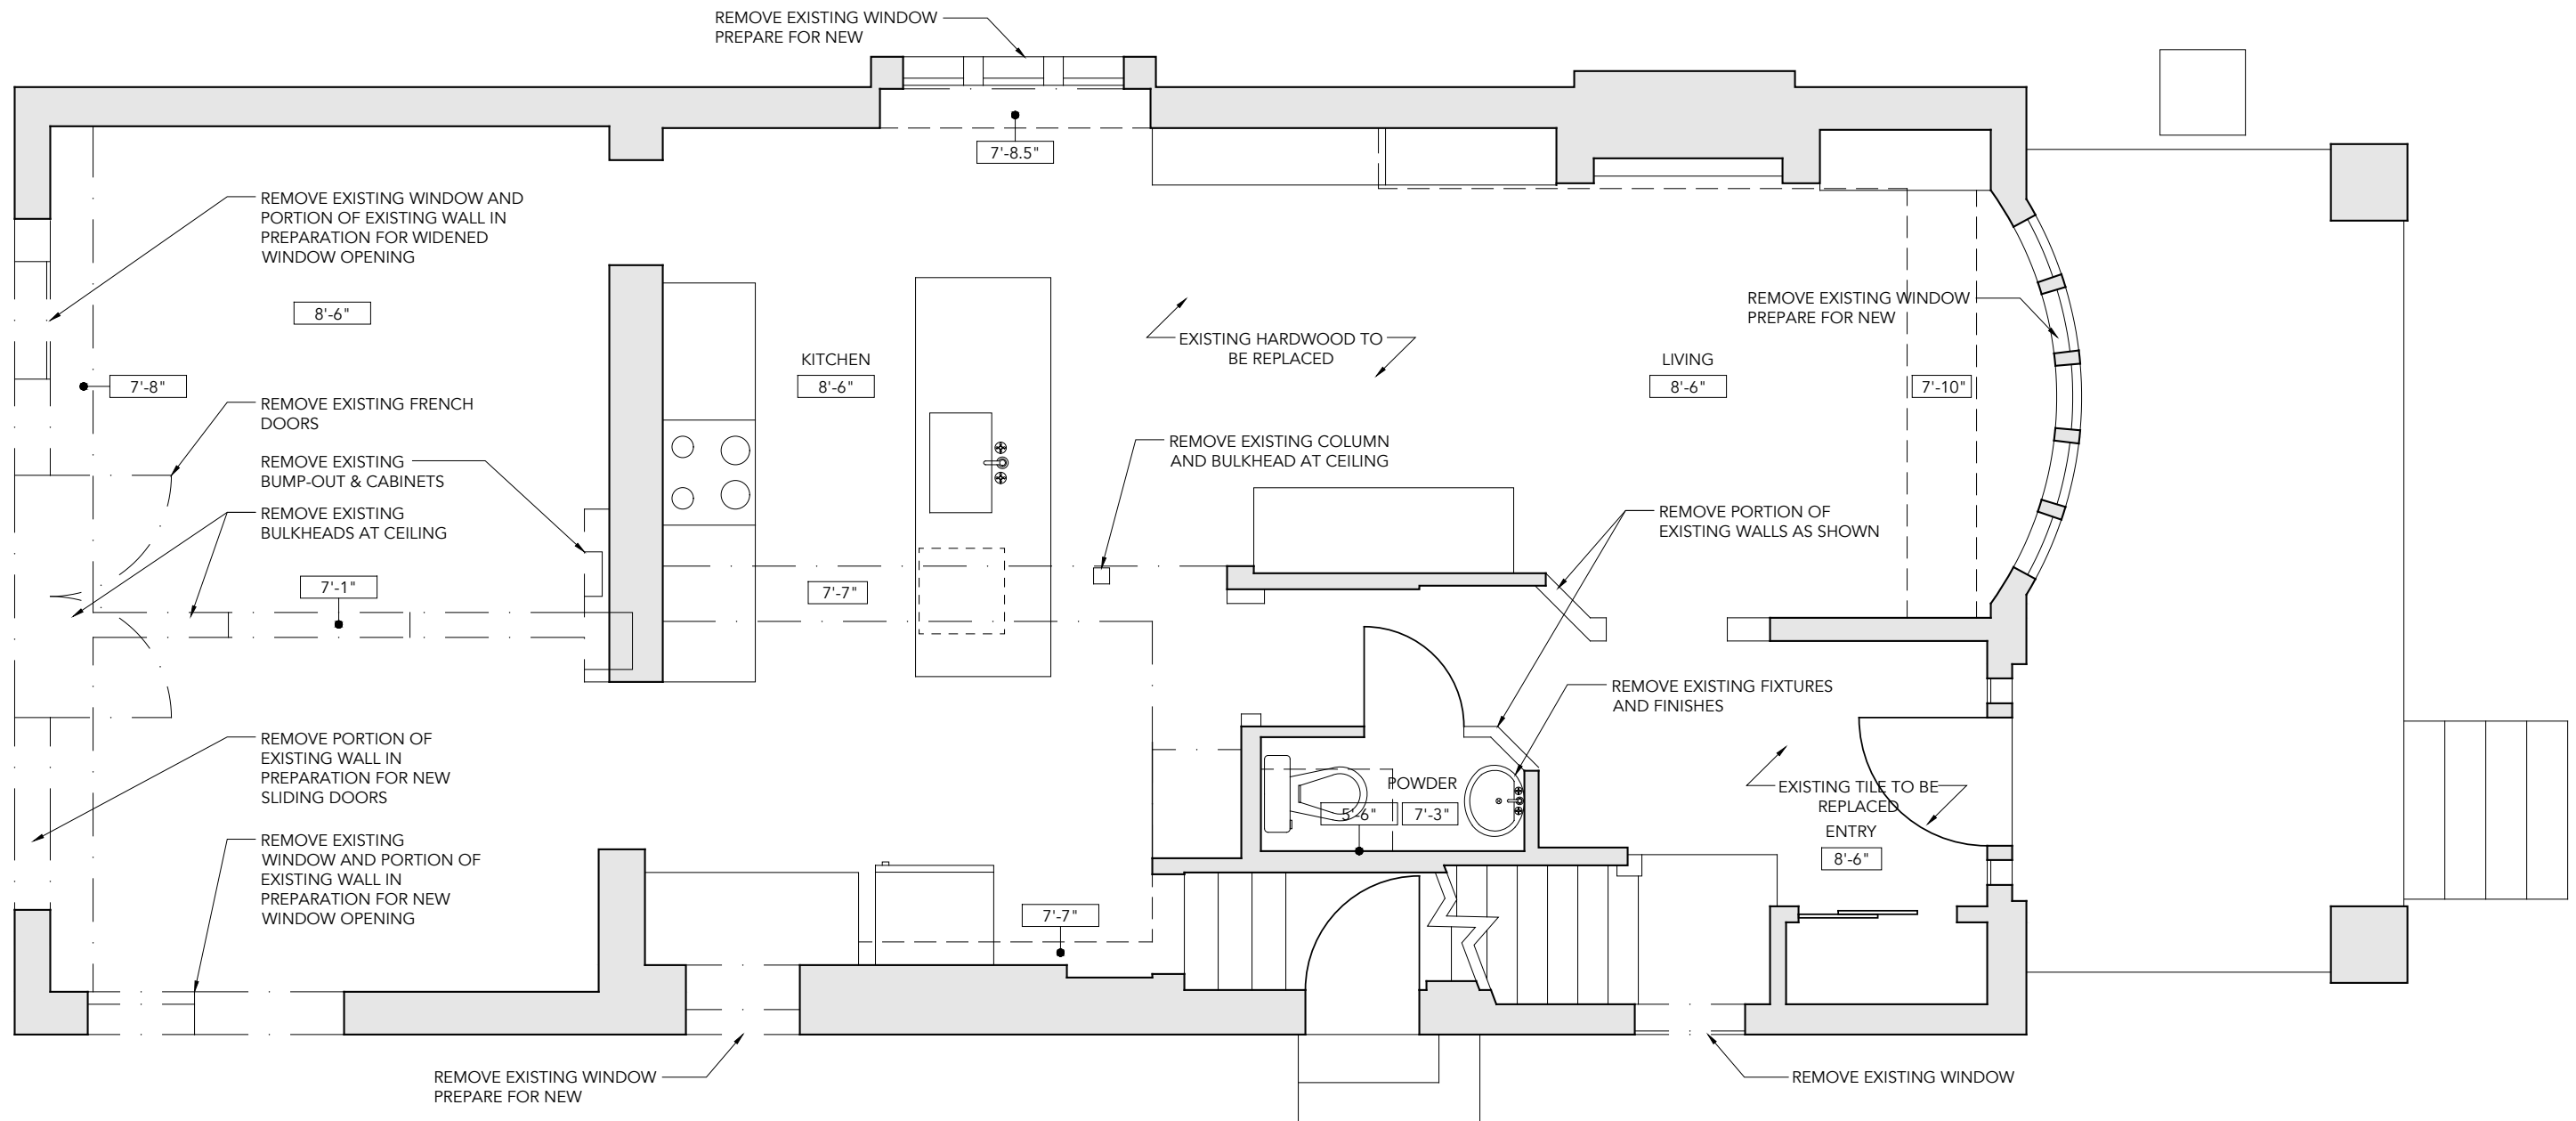 REMOVE EXISTING WINDOW
PREPARE FOR NEW
7'-8.5"
REMOVE EXISTING WINDOW AND
PORTION OF EXISTING WALL IN
PREPARATION FOR WIDENED
WINDOW OPENING
8'-6"
7'-8"
REMOVE EXISTING FRENCH
DOORS
REMOVE EXISTING
BUMP-OUT & CABINETS
REMOVE EXISTING
BULKHEADS AT CEILING
7'-1"
REMOVE PORTION OF
EXISTING WALL IN
PREPARATION FOR NEW
SLIDING DOORS
REMOVE EXISTING
WINDOW AND PORTION OF
EXISTING WALL IN
PREPARATION FOR NEW
WINDOW OPENING
KITCHEN
8'-6"
7'-7"
EXISTING HARDWOOD TO
BE REPLACED
REMOVE EXISTING COLUMN
AND BULKHEAD AT CEILING
LIVING
8'-6"
REMOVE EXISTING WINDOW
PREPARE FOR NEW
7'-10"
REMOVE PORTION OF
EXISTING WALLS AS SHOWN
REMOVE EXISTING FIXTURES
AND FINISHES
POWDER
5'-6"
7'-3"
EXISTING TILE TO BE
REPLACED
ENTRY
8'-6"
7'-7"
REMOVE EXISTING WINDOW
PREPARE FOR NEW
REMOVE EXISTING WINDOW